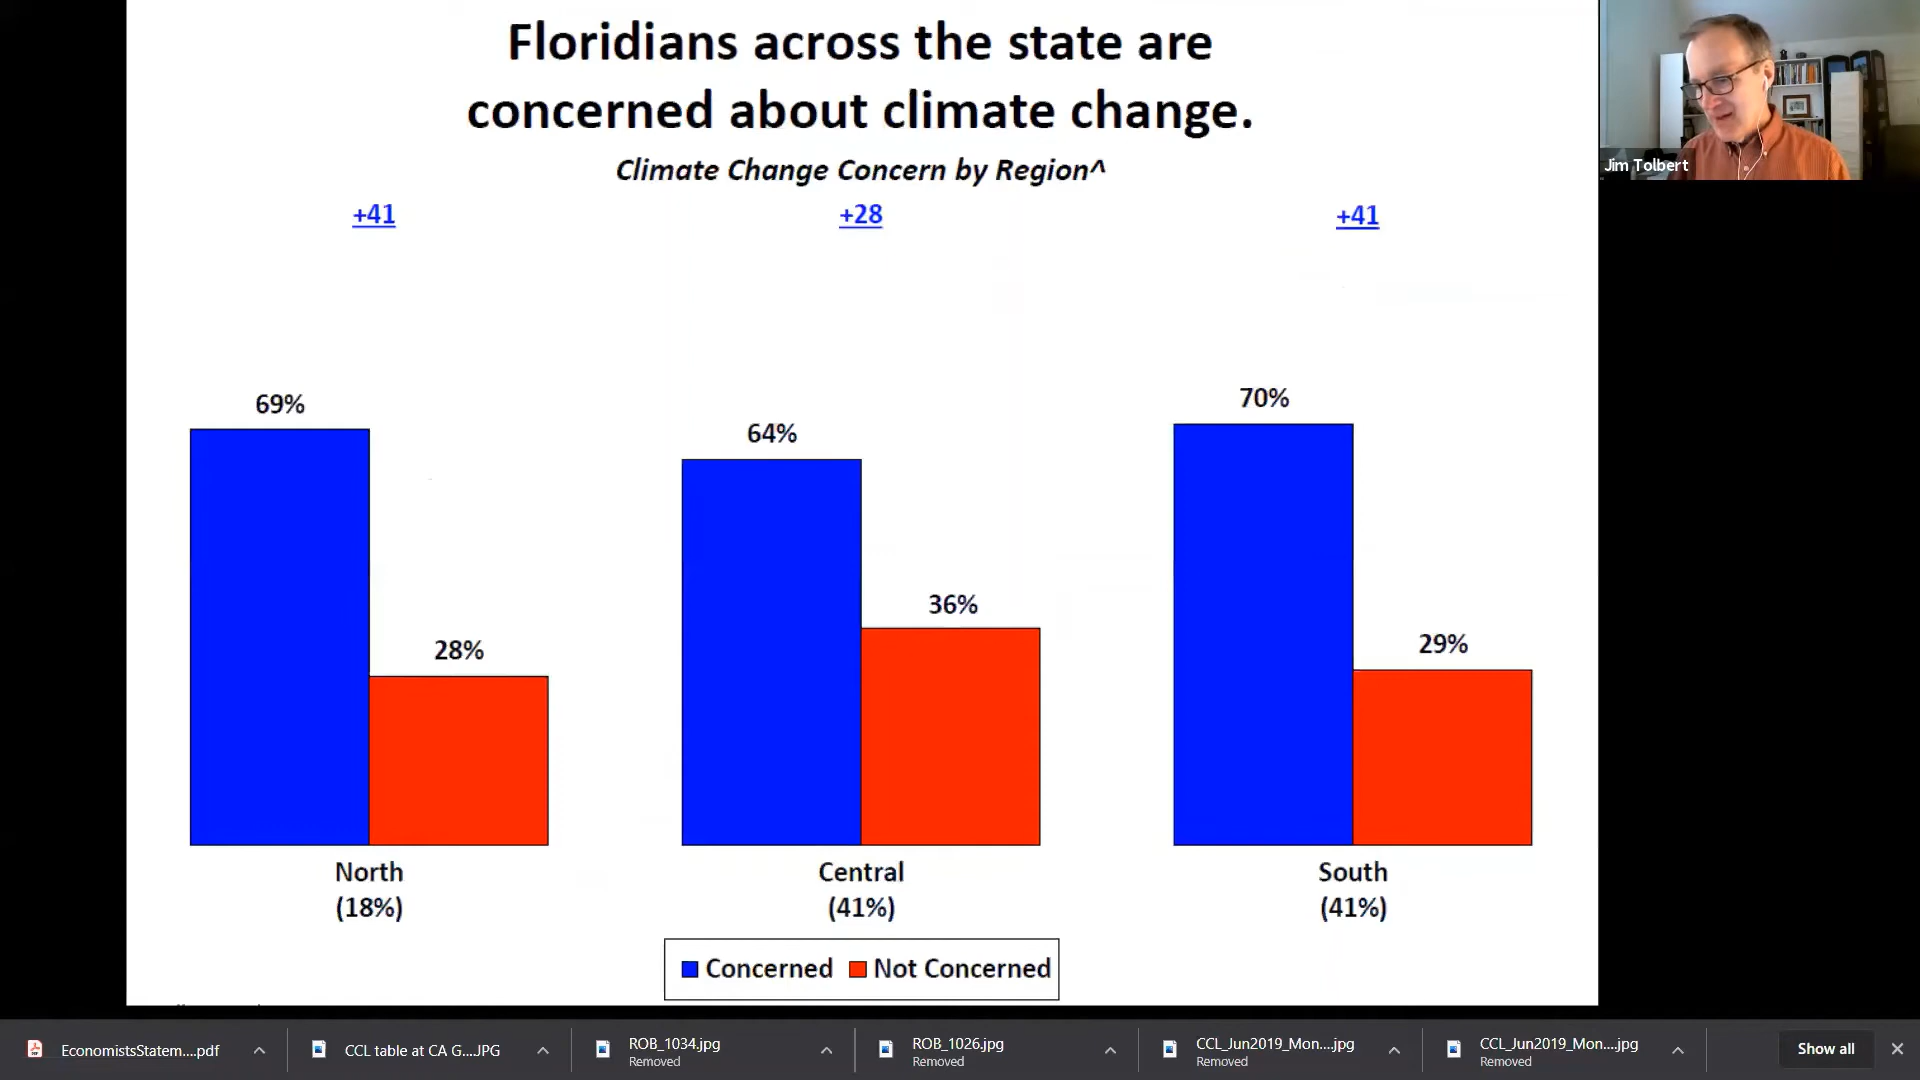 Floridians across the state are
concerned about climate change.
Climate Change Concern by Region^
+41
+28
+41
Jim Tolbert
69%
28%
64%
36%
70%
29%
North
(18%)
Central
(41%)
South
(41%)
Concerned
Not Concerned
EconomistsStatem....pdf
CCL table at CA G....JPG
ROB_1034.jpg
Removed
ROB_1026.jpg
Removed
CCL_Jun2019_Mon....jpg
Removed
CCL_Jun2019_Mon....jpg
Removed
Show all